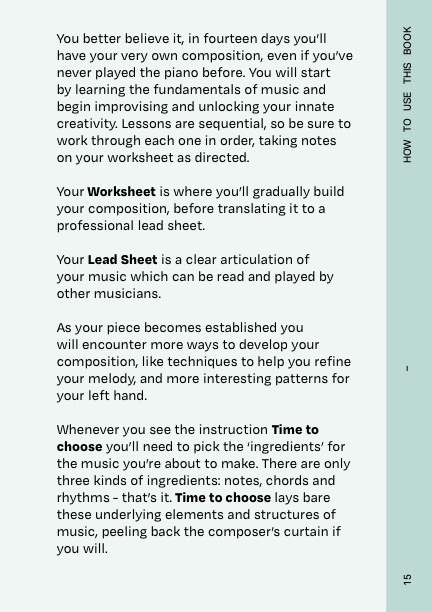 You better believe it, in fourteen days you’ll
have your very own composition, even if you’ve
never played the piano before. You will start
by learning the fundamentals of music and
begin improvising and unlocking your innate
creativity. Lessons are sequential, so be sure to
work through each one in order, taking notes
on your worksheet as directed.
Your Worksheet is where you’ll gradually build
your composition, before translating it to a
professional lead sheet.
Your Lead Sheet is a clear articulation of
your music which can be read and played by
other musicians.
As your piece becomes established you
will encounter more ways to develop your
composition, like techniques to help you refine
your melody, and more interesting patterns for
your left hand.
Whenever you see the instruction Time to
choose you’ll need to pick the ‘ingredients’ for
the music you’re about to make. There are only
three kinds of ingredients: notes, chords and
rhythms – that’s it. Time to choose lays bare
these underlying elements and structures of
music, peeling back the composer’s curtain if
you will.
HOW TO USE THIS BOOK
–
15